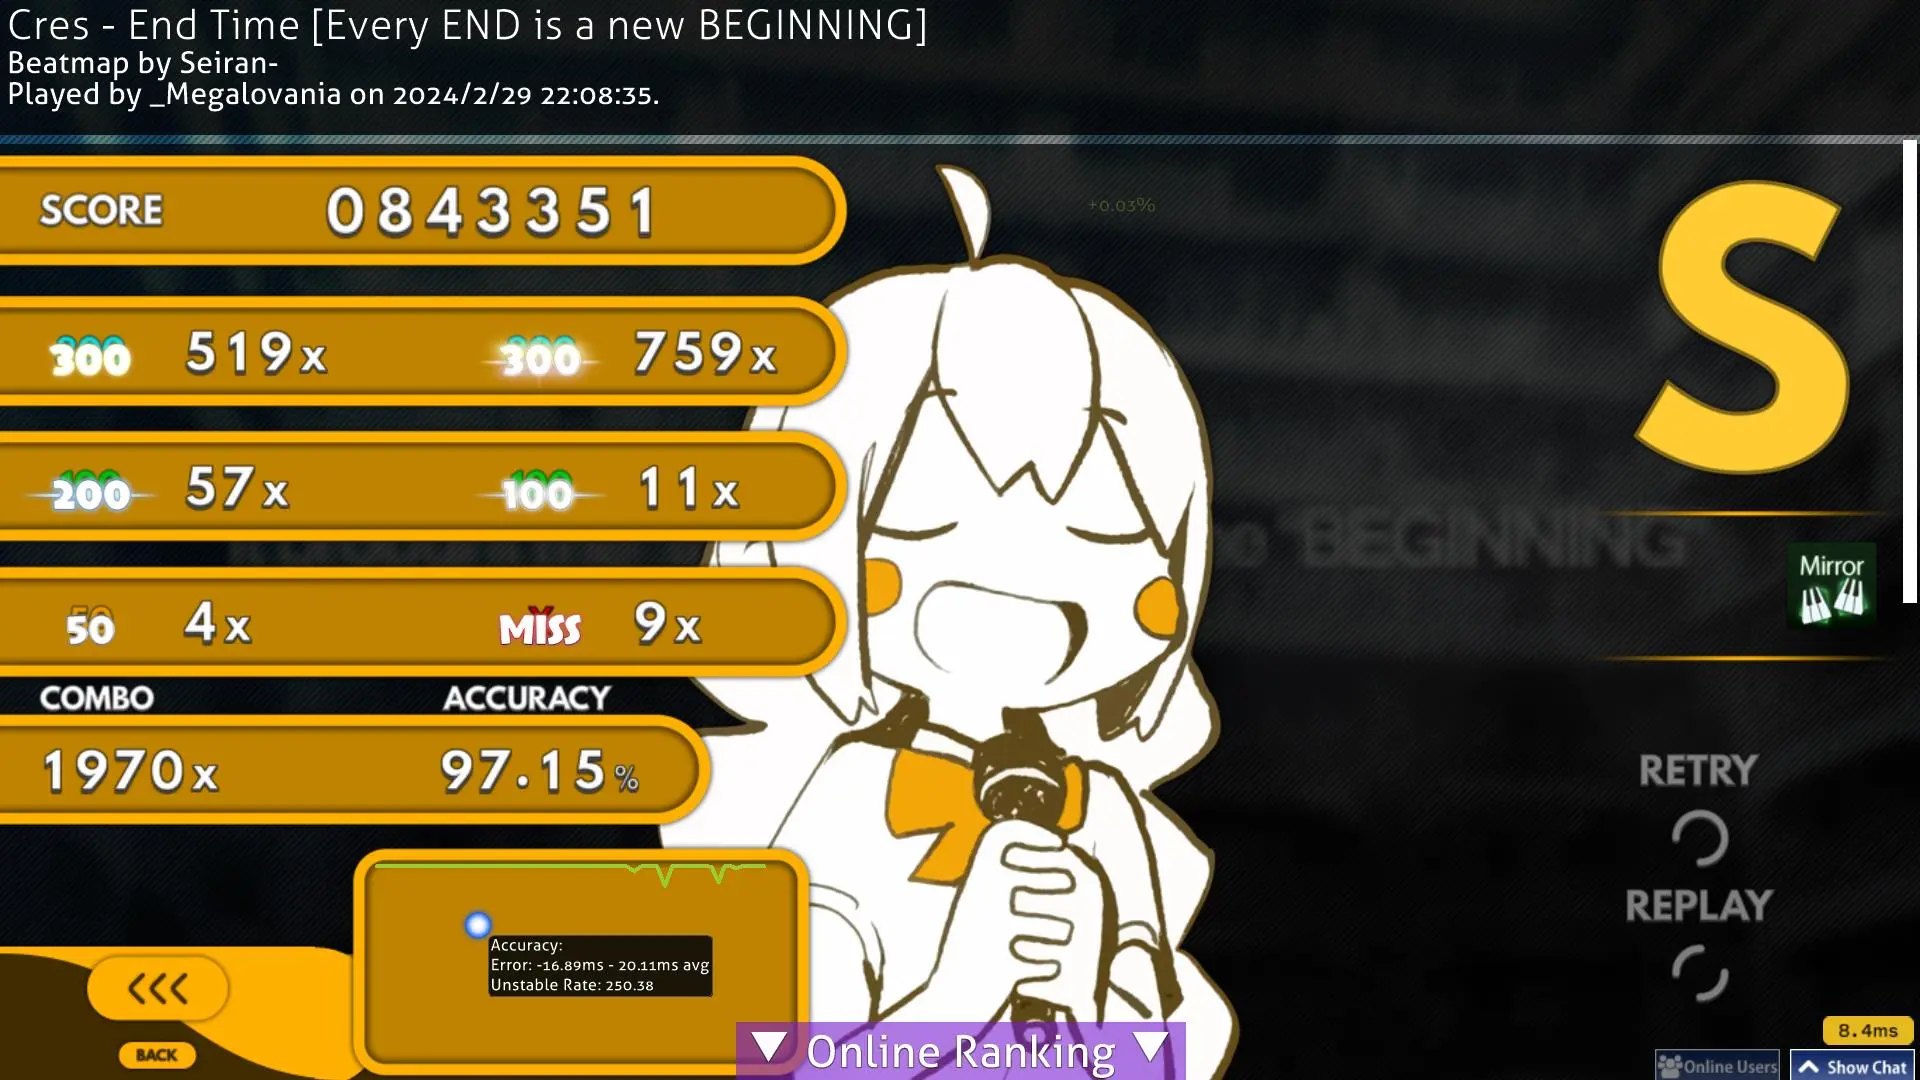 Cres - End Time [Every END is a new BEGINNING]
Beatmap by Seiran-
Played by _Megalovania on 2024/2/29 22:08:35.
SCORE 0843351
+0.03%
300 519x 300 759x
200 57x 100 11x
BEGINNING
Mirror
50 4x MISS 9x
COMBO ACCURACY
1970x 97.15%
RETRY
REPLAY
Accuracy:
Error: -16.89ms - 20.11ms avg
Unstable Rate: 250.38
<<<
BACK
▼ Online Ranking ▼
8.4ms
Online Users
Show Chat
S